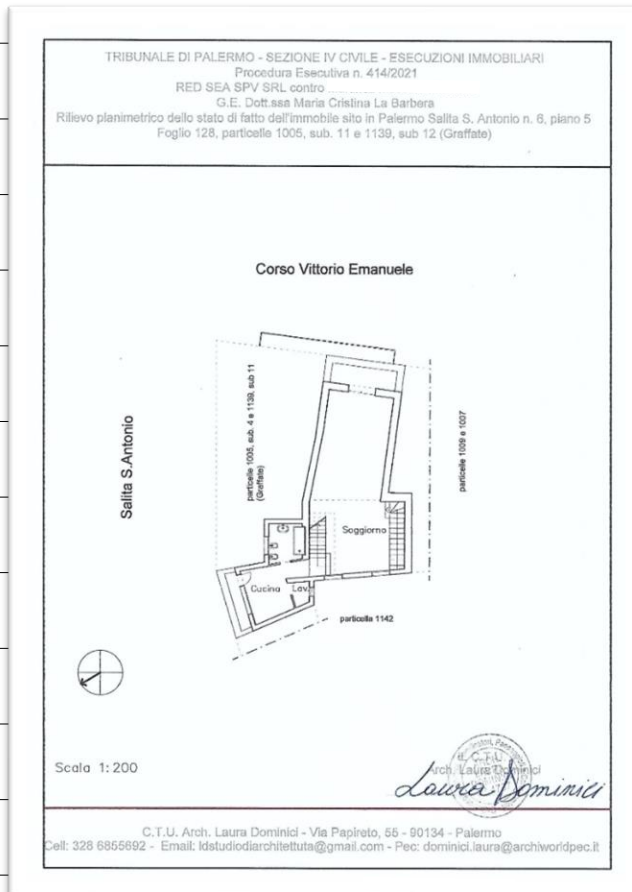 TRIBUNALE DI PALERMO - SEZIONE IV CIVILE - ESECUZIONI IMMOBILIARI
Procedura Esecutiva n. 414/2021
RED SEA SPV SRL contro
G.E. Dott.ssa Maria Cristina La Barbera
Rilievo planimetrico dello stato di fatto dell'immobile sito in Palermo Salita S. Antonio n. 6, piano 5
Foglio 128, particelle 1005, sub. 11 e 1139, sub 12 (Graffate)
Corso Vittorio Emanuele
Salita S.Antonio
particelle 1005, sub. 4 e 1139, sub 11
(Graffate)
particelle 1009 e 1007
Soggiorno
Cucina
Lav.
particella 1142
Scala 1:200
C.T.U.
Arch. Laura Dominici
Laura Dominici
C.T.U. Arch. Laura Dominici - Via Papireto, 55 - 90134 - Palermo
Cell: 328 6855692 - Email: ldstudiodiarchitettuta@gmail.com - Pec: dominici.laura@archiworldpec.it